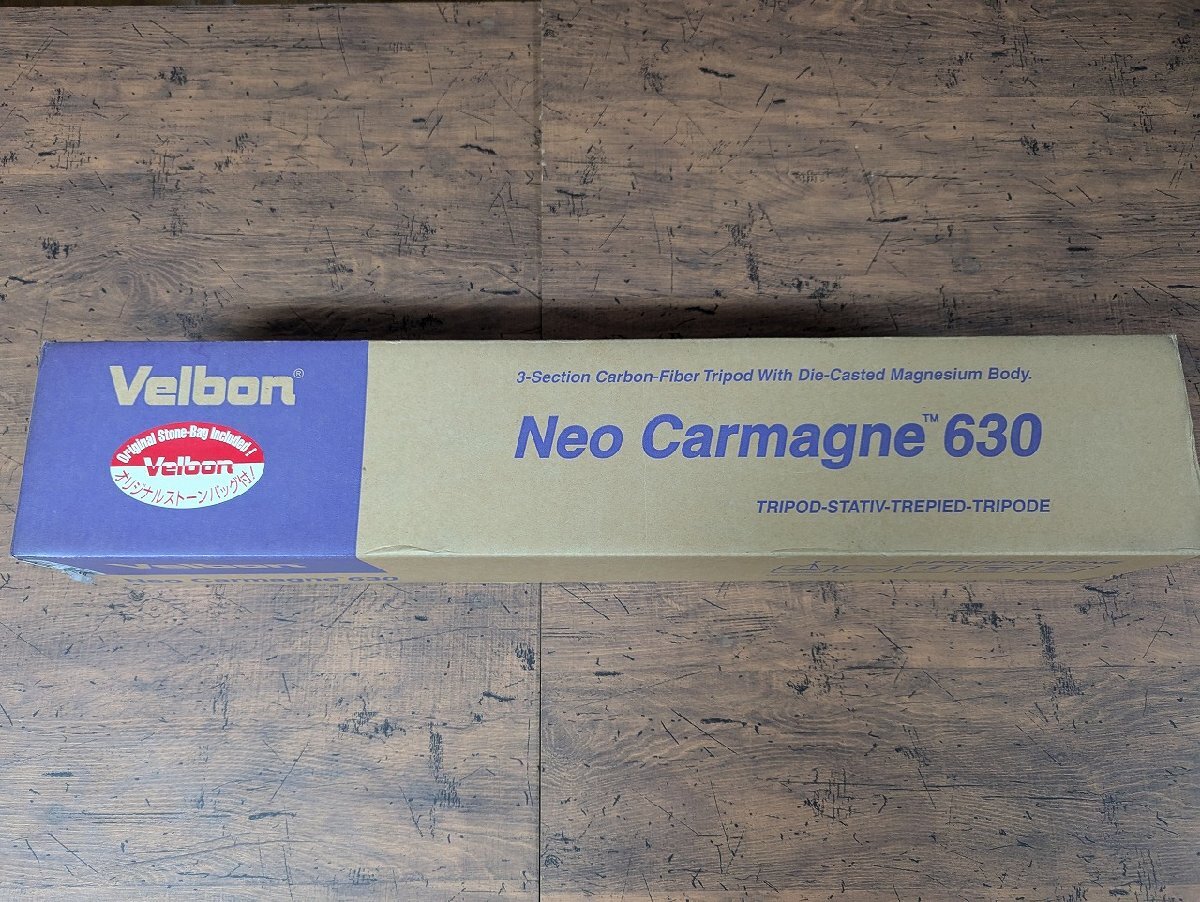 Velbon®
Original Stone-Bag Included!
Velbon
オリジナルストーンバッグ付!
3-Section Carbon-Fiber Tripod With Die-Casted Magnesium Body.
Neo Carmagne™ 630
TRIPOD-STATIV-TREPIED-TRIPODE
Velbon
Neo Carmagne 630